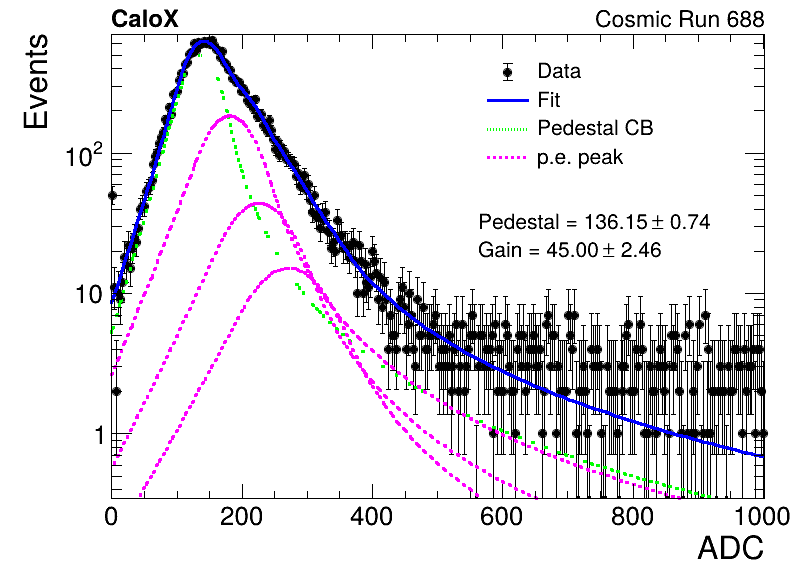 CaloX Cosmic Run 688
Events
Data
Fit
Pedestal CB
p.e. peak
Pedestal = 136.15 ± 0.74
Gain = 45.00 ± 2.46
10²
10
1
0 200 400 600 800 1000
ADC